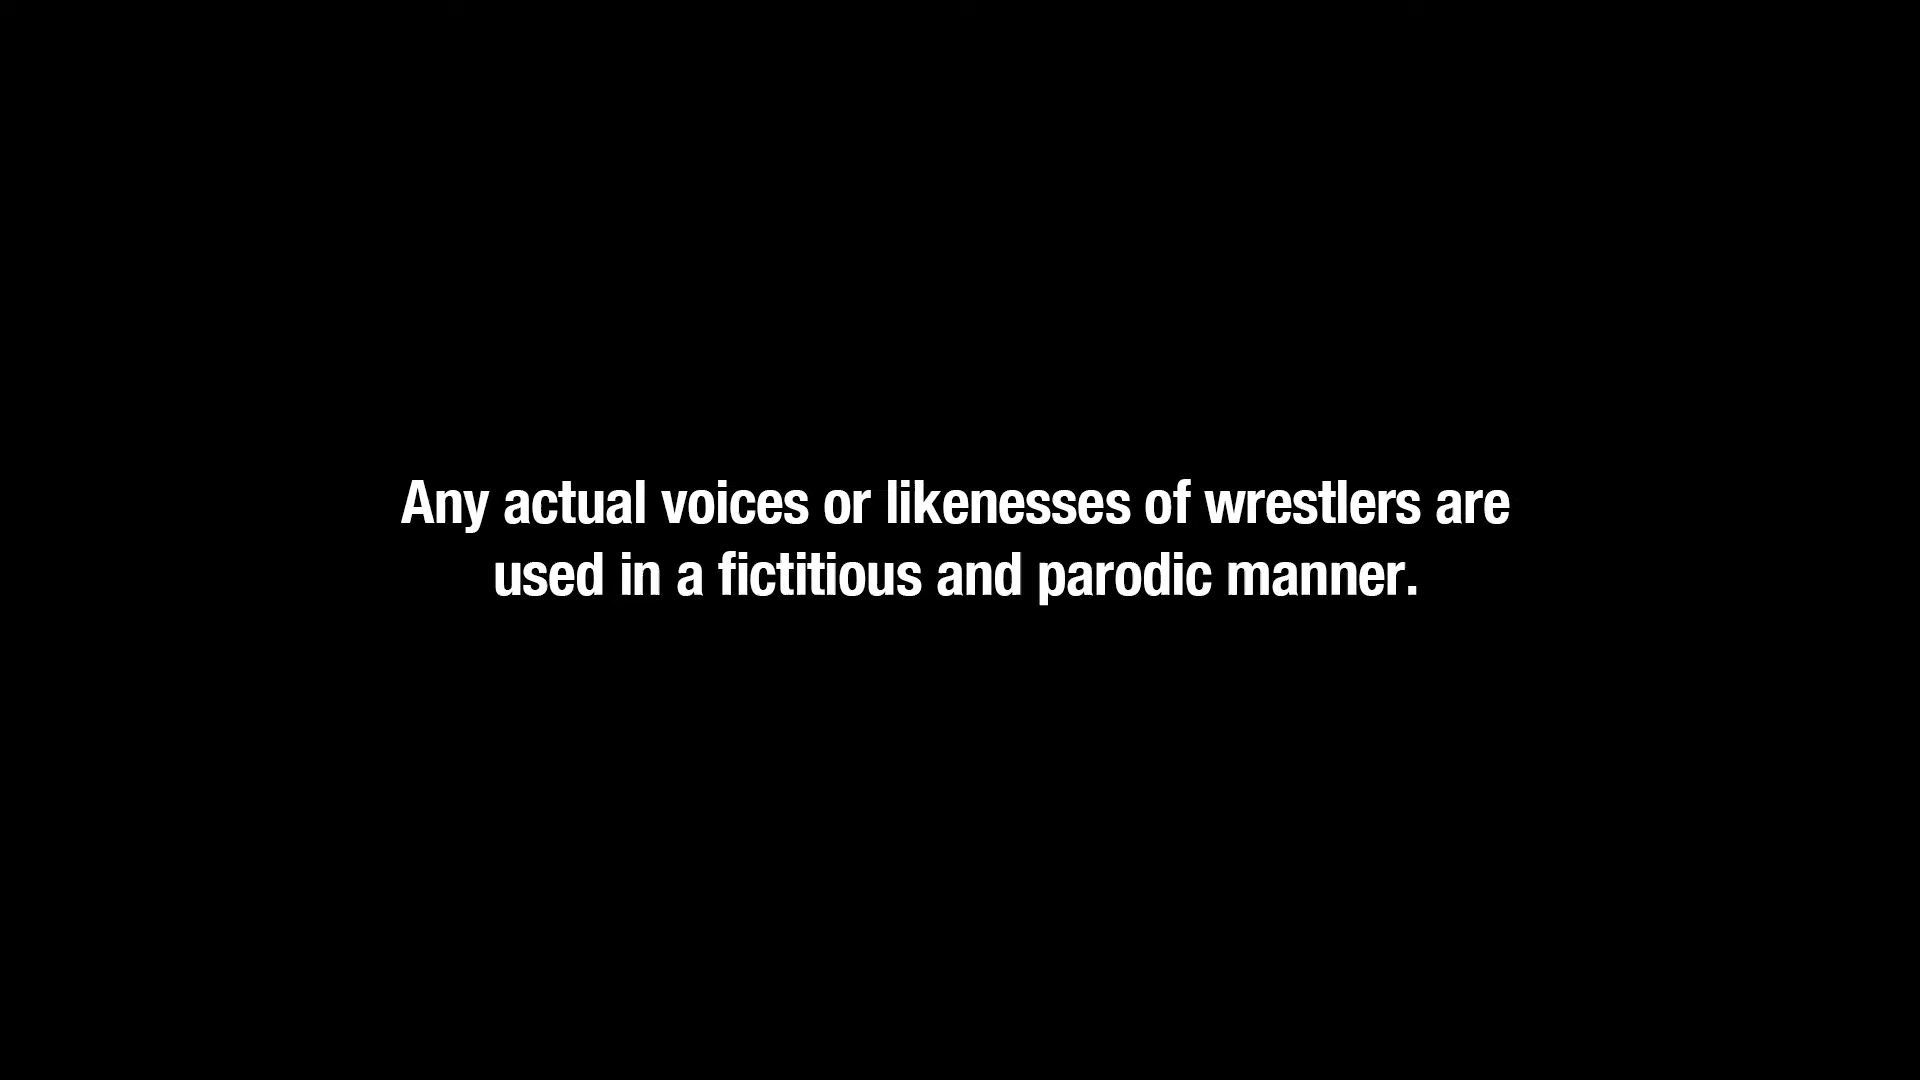 Any actual voices or likenesses of wrestlers are
used in a fictitious and parodic manner.